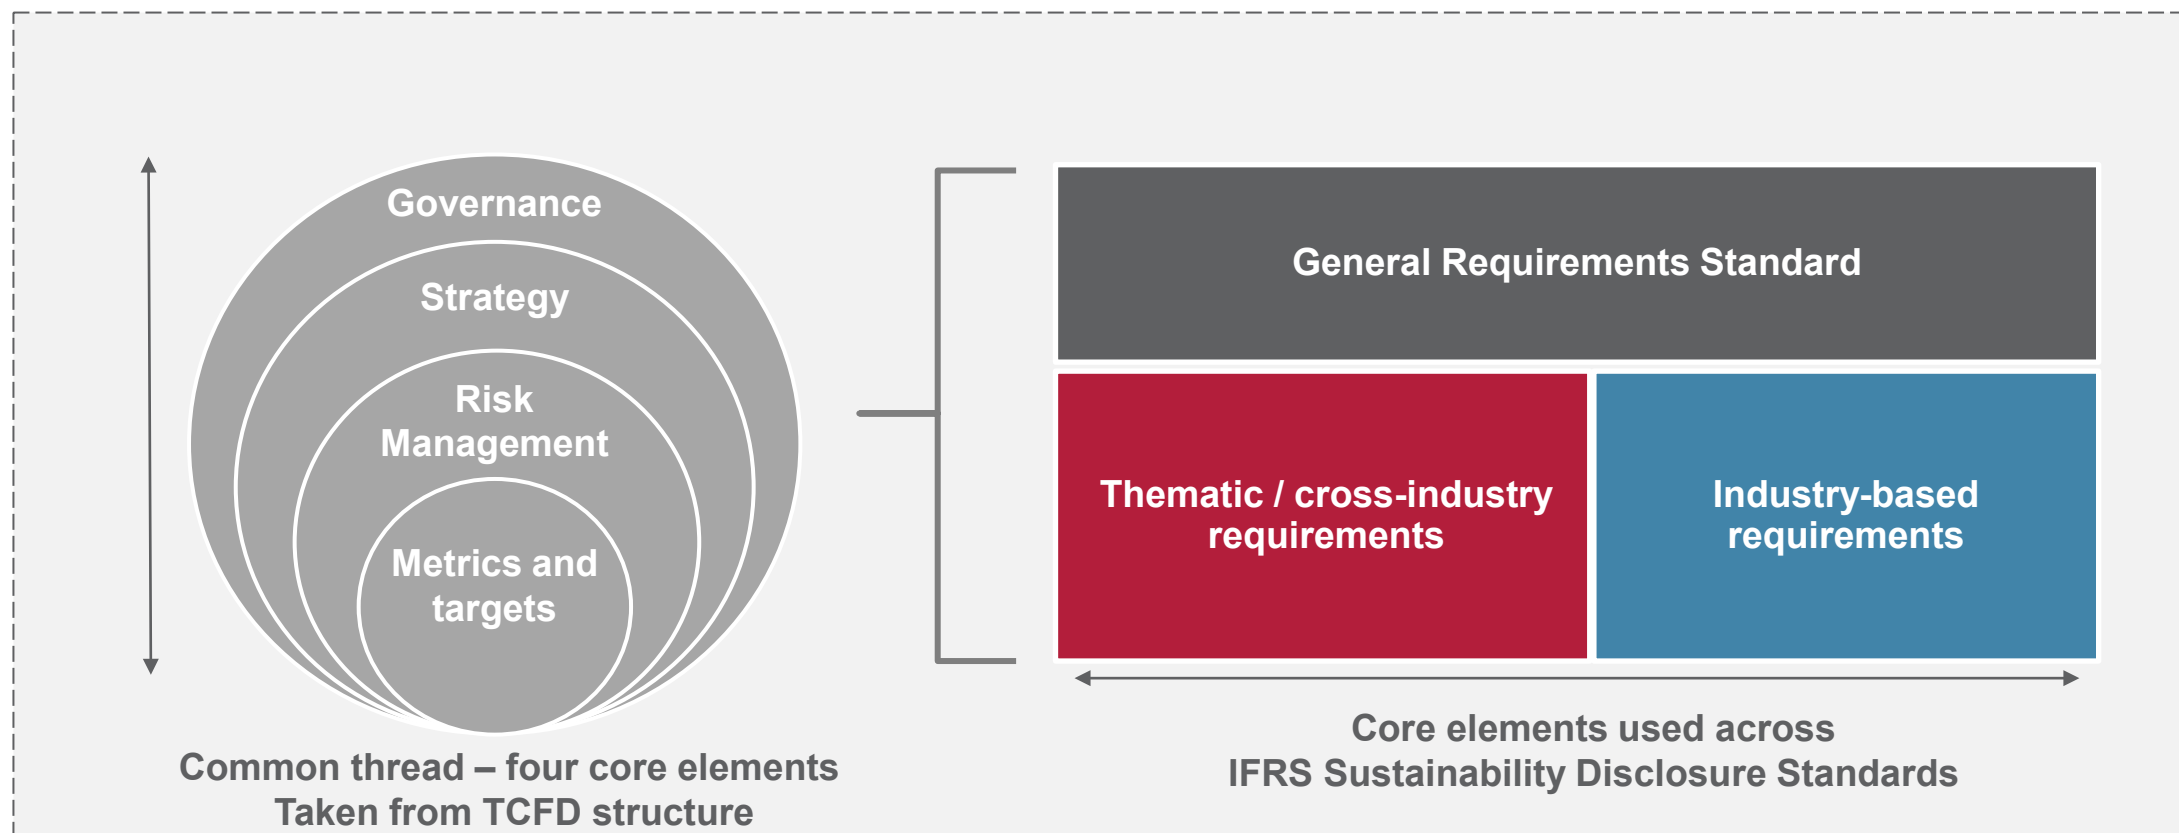 Governance
Strategy
Risk
Management
Metrics and
targets
Common thread – four core elements
Taken from TCFD structure
General Requirements Standard
Thematic / cross-industry
requirements
Industry-based
requirements
Core elements used across
IFRS Sustainability Disclosure Standards